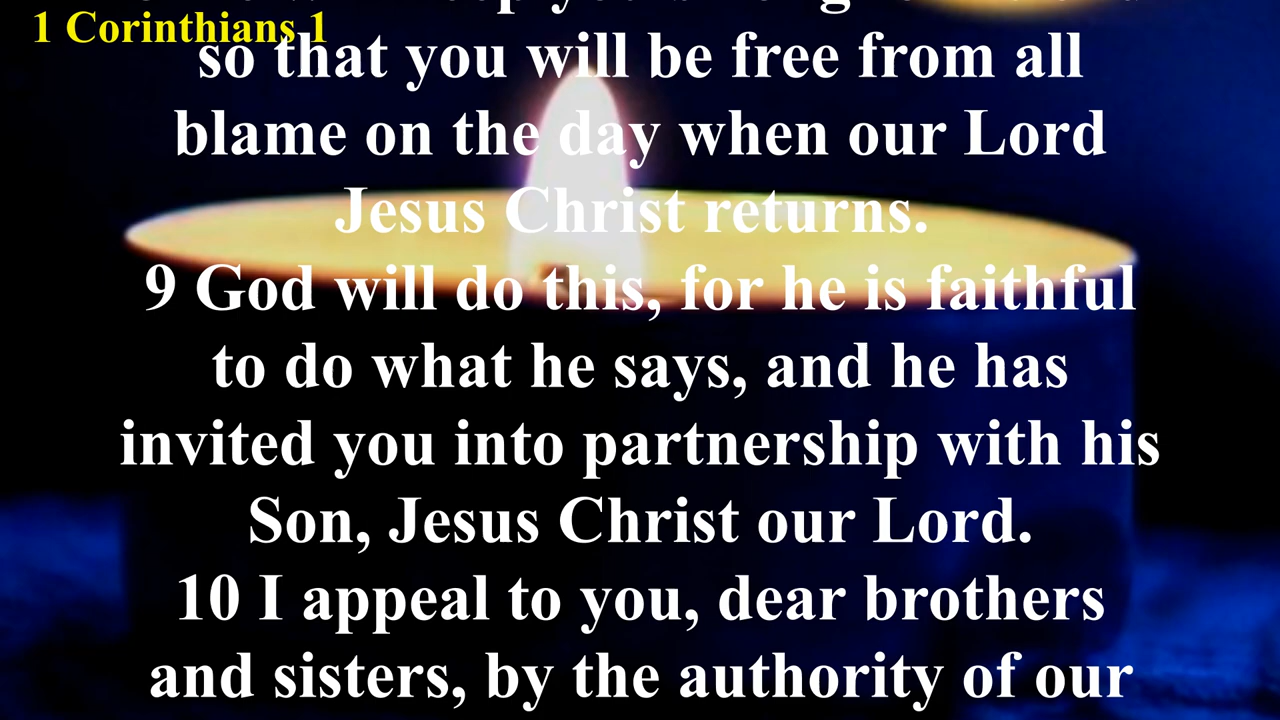 1 Corinthians 1
so that you will be free from all
blame on the day when our Lord
Jesus Christ returns.
9 God will do this, for he is faithful
to do what he says, and he has
invited you into partnership with his
Son, Jesus Christ our Lord.
10 I appeal to you, dear brothers
and sisters, by the authority of our